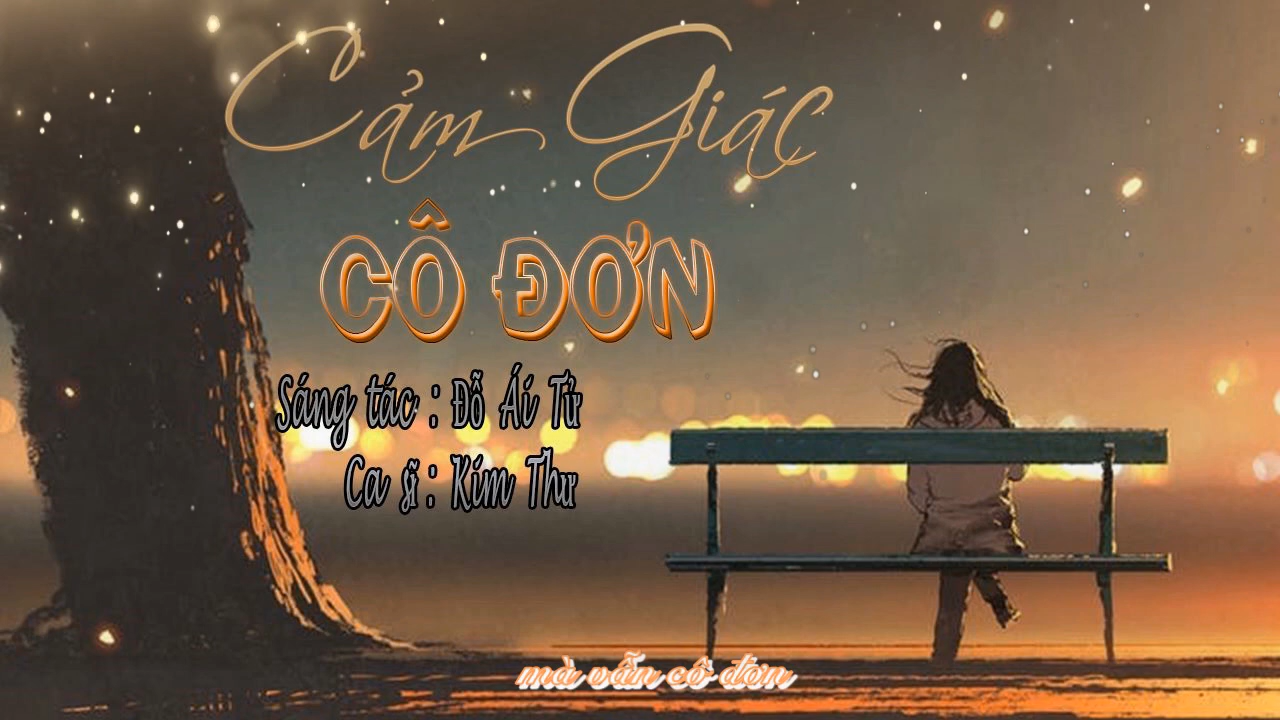 Cảm Giác
CÔ ĐƠN
Sáng tác : Đỗ Ái Tử
Ca sĩ : Kim Thư
mà vẫn cô đơn